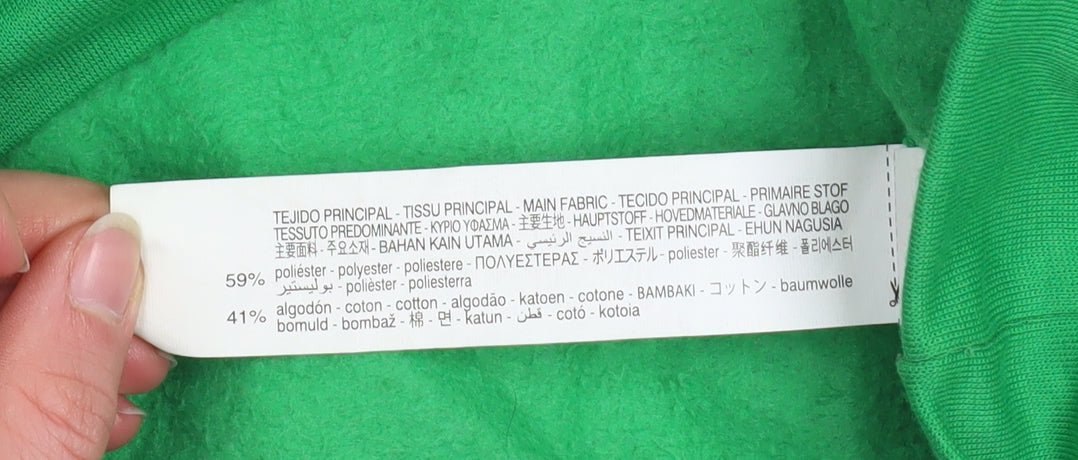 TEJIDO PRINCIPAL - TISSU PRINCIPAL - MAIN FABRIC - TECIDO PRINCIPAL - PRIMAIRE STOF
TESSUTO PREDOMINANTE - ΚΥΡΙΟ ΥΦΑΣΜΑ - 主要生地 - HAUPTSTOFF - HOVEDMATERIALE - GLAVNO BLAGO
主要面料 - 주요소재 - BAHAN KAIN UTAMA - النسيج الرئيسي - TEIXIT PRINCIPAL - EHUN NAGUSIA
59% poliéster - polyester - poliestere - ΠΟΛΥΕΣΤΕΡΑΣ - ポリエステル - poliester - 聚酯纤维 - 폴리에스터
بوليستير - polièster - poliesterra
41% algodón - coton - cotton - algodão - katoen - cotone - BAMBAKI - コットン - baumwolle
bomuld - bombaž - 棉 - 면 - katun - قطن - cotó - kotoia